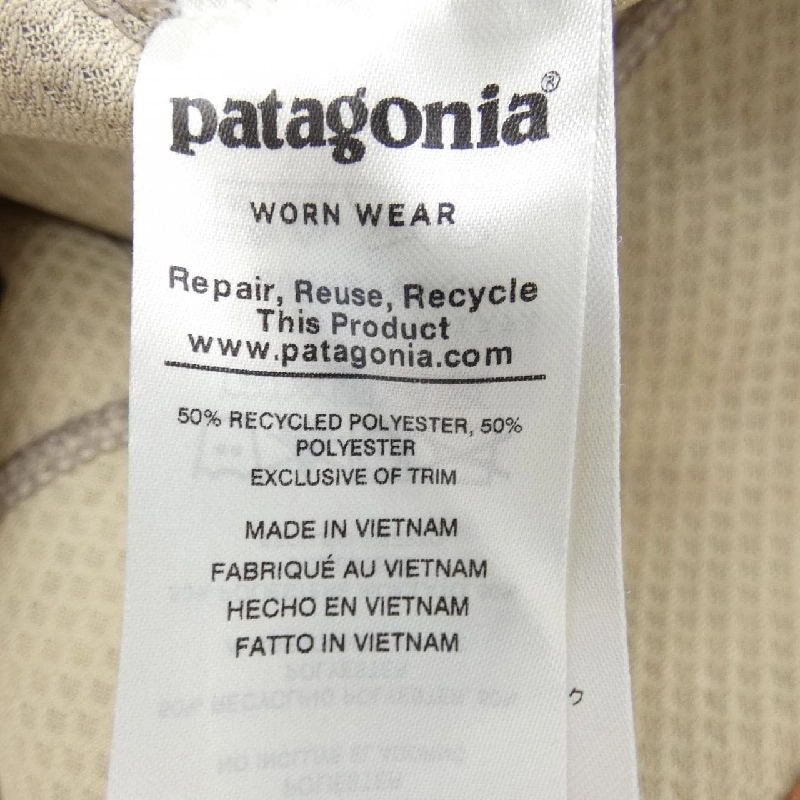 patagonia®
WORN WEAR
Repair, Reuse, Recycle
This Product
www.patagonia.com
50% RECYCLED POLYESTER, 50%
POLYESTER
EXCLUSIVE OF TRIM
MADE IN VIETNAM
FABRIQUÉ AU VIETNAM
HECHO EN VIETNAM
FATTO IN VIETNAM